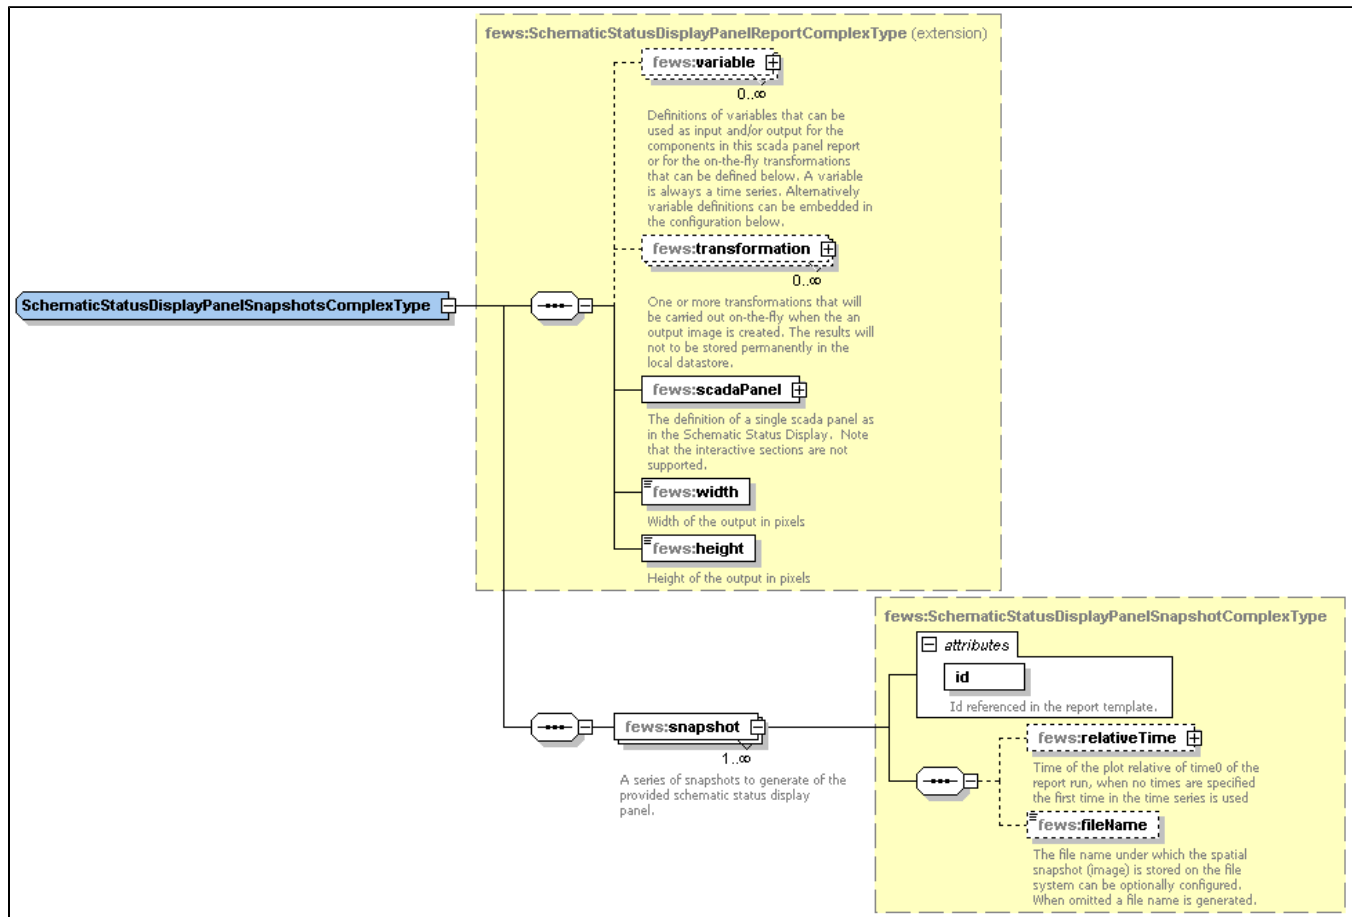 fews:SchematicStatusDisplayPanelReportComplexType (extension)
fews:variable
0..∞
Definitions of variables that can be
used as input and/or output for the
components in this scada panel report
or for the on-the-fly transformations
that can be defined below. A variable
is always a time series. Alternatively
variable definitions can be embedded in
the configuration below.
fews:transformation
0..∞
One or more transformations that will
be carried out on-the-fly when the an
output image is created. The results will
not to be stored permanently in the
local datastore.
SchematicStatusDisplayPanelSnapshotsComplexType
fews:scadaPanel
The definition of a single scada panel as
in the Schematic Status Display.  Note
that the interactive sections are not
supported.
fews:width
Width of the output in pixels
fews:height
Height of the output in pixels
fews:SchematicStatusDisplayPanelSnapshotComplexType
attributes
id
Id referenced in the report template.
fews:snapshot
1..∞
A series of snapshots to generate of the
provided schematic status display
panel.
fews:relativeTime
Time of the plot relative of time0 of the
report run, when no times are specified
the first time in the time series is used
fews:fileName
The file name under which the spatial
snapshot (image) is stored on the file
system can be optionally configured.
When omitted a file name is generated.